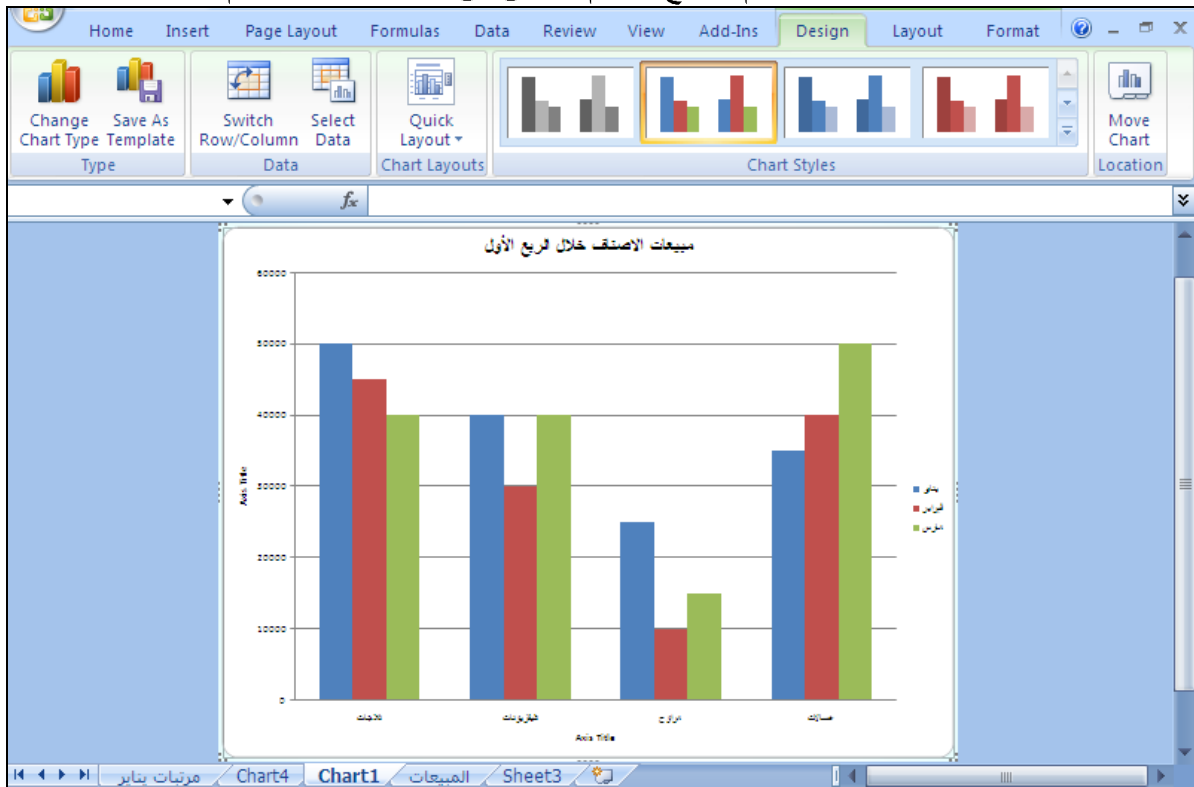 Home Insert Page Layout Formulas Data Review View Add-Ins Design Layout Format
Change Chart Type
Save As Template
Switch Row/Column
Select Data
Quick Layout
Move Chart
Type
Data
Chart Layouts
Chart Styles
Location
fx
مبيعات الاصناف خلال الربع الأول
60000
50000
40000
30000
20000
10000
0
Axis Title
ثلاجات
تليفزيونات
مراوح
غسالات
Axis Title
يناير
فبراير
مارس
مرتبات يناير
Chart4
Chart1
المبيعات
Sheet3